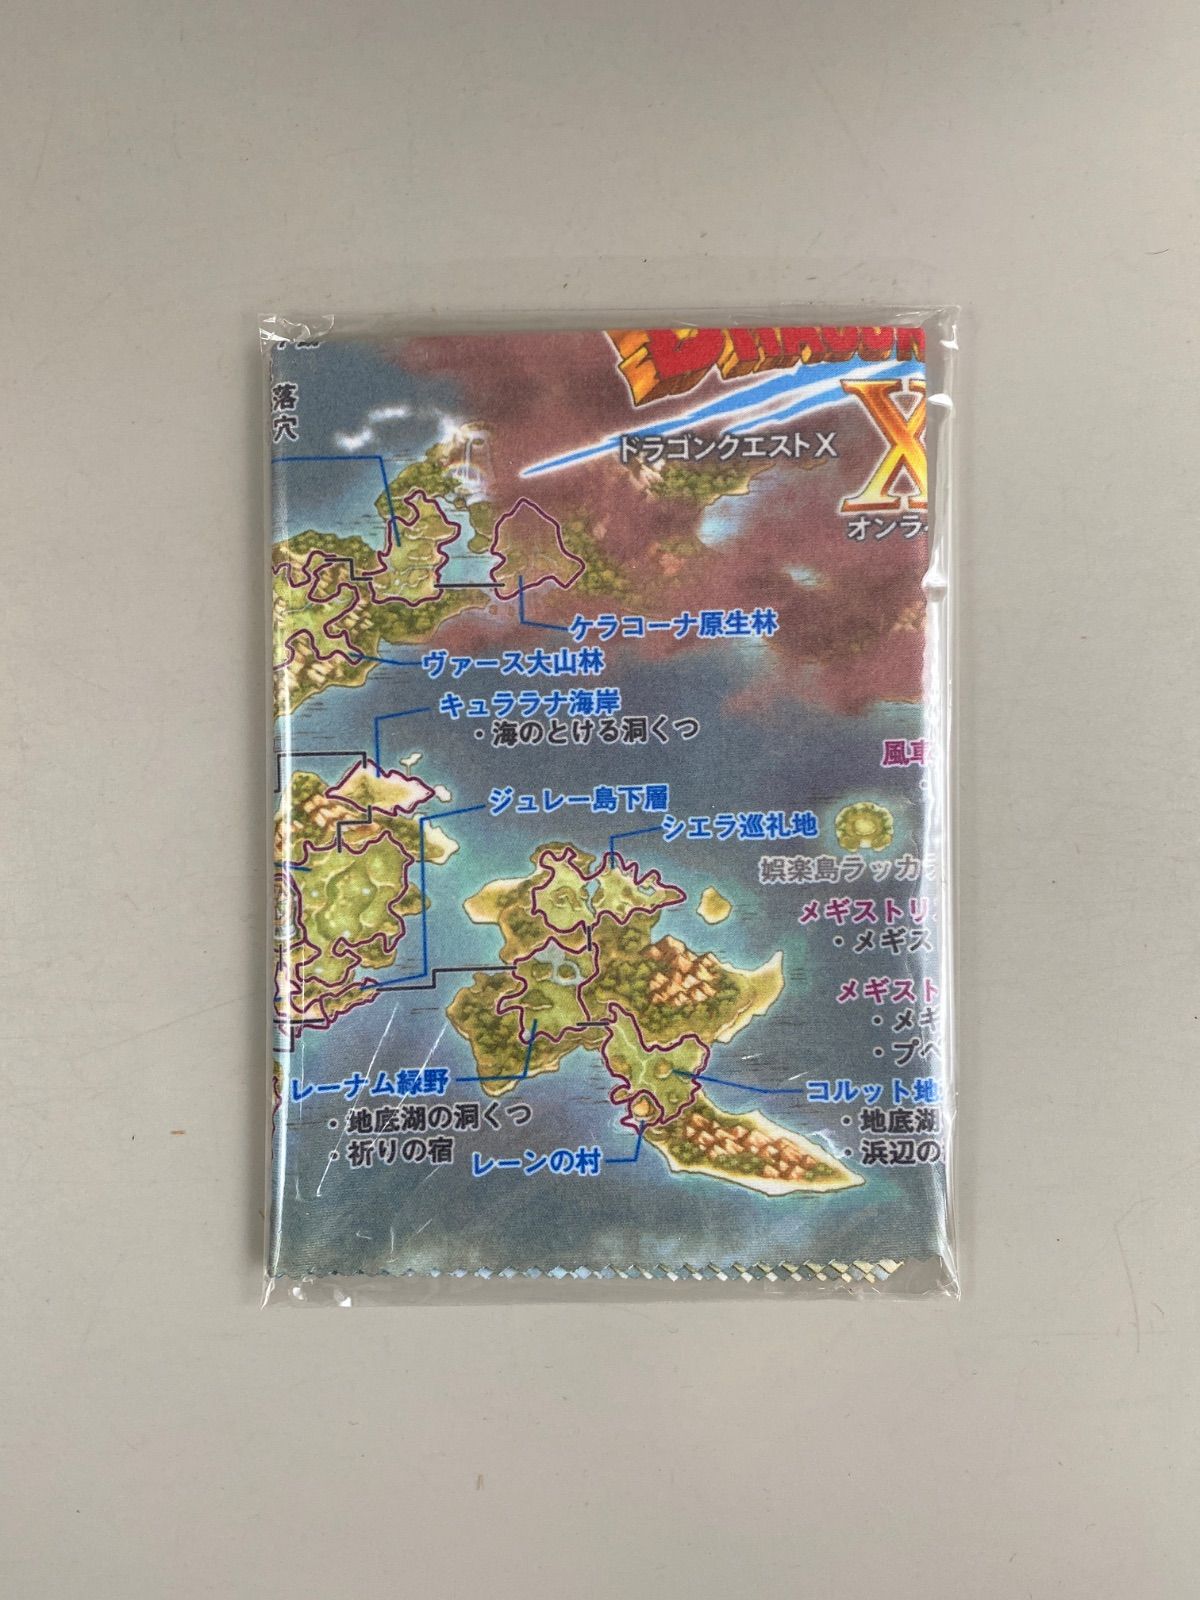 落
穴
DRAGON
X
ドラゴンクエストX
オンラ
ケラコーナ原生林
ヴァース大山林
キュララナ海岸
・海のとける洞くつ
風車
ジュレー島下層
シエラ巡礼地
娯楽島ラッカ
メギストリ
・メギス
メギスト
・メギ
・プペ
レーナム緑野
・地底湖の洞くつ
・祈りの宿
レーンの村
コルット地
・地底湖
・浜辺の